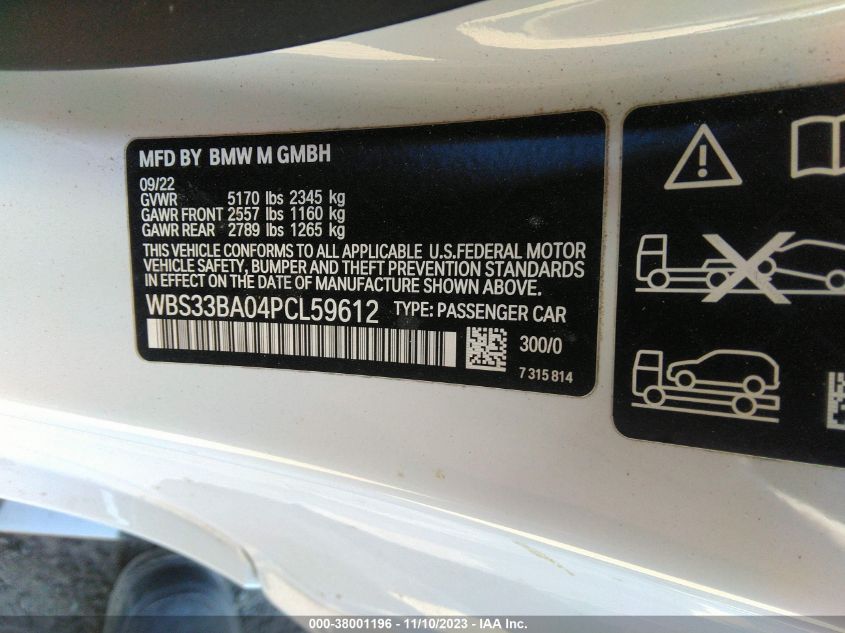 MFD BY BMW M GMBH
09/22
GVWR 5170 lbs 2345 kg
GAWR FRONT 2557 lbs 1160 kg
GAWR REAR 2789 lbs 1265 kg
THIS VEHICLE CONFORMS TO ALL APPLICABLE U.S.FEDERAL MOTOR
VEHICLE SAFETY, BUMPER AND THEFT PREVENTION STANDARDS
IN EFFECT ON THE DATE OF MANUFACTURE SHOWN ABOVE.
WBS33BA04PCL59612 TYPE: PASSENGER CAR
300/0
7 315 814
000-38001196 - 11/10/2023 - IAA Inc.